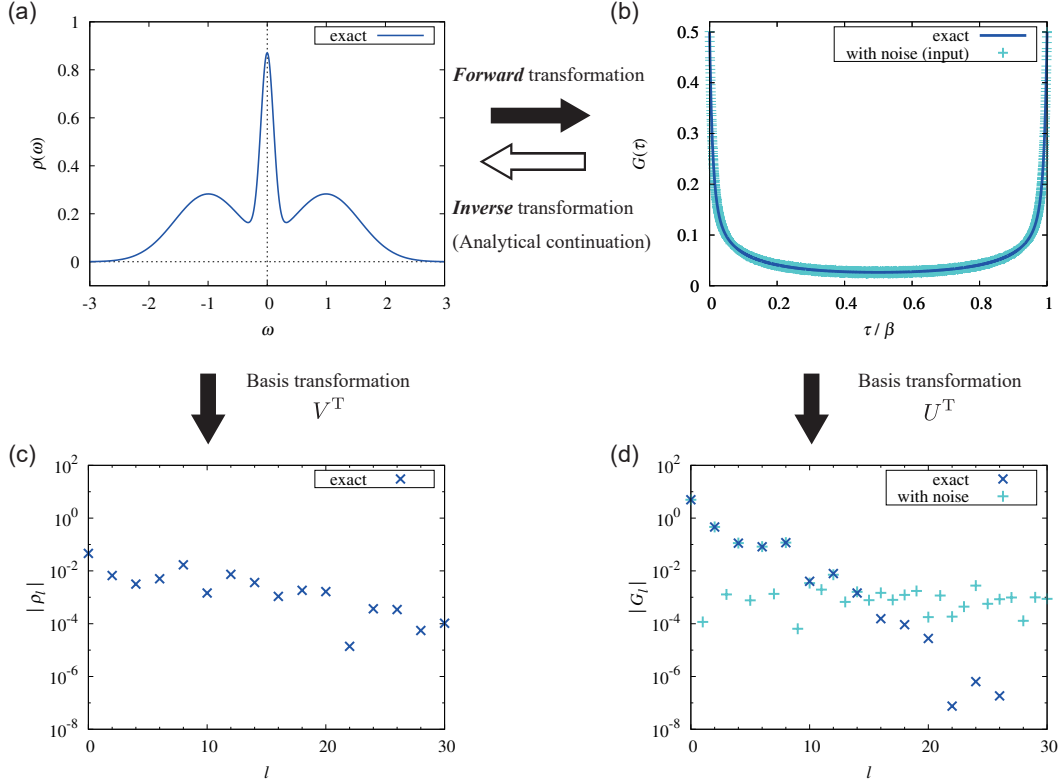 (a)
1
0.8
0.6
0.4
0.2
0
ρ(ω)
exact
-3 -2 -1 0 1 2 3
ω
Forward transformation
Inverse transformation
(Analytical continuation)
(b)
0.5
0.4
0.3
0.2
0.1
0
G(τ)
exact
with noise (input)
0 0.2 0.4 0.6 0.8 1
τ / β
Basis transformation
V^T
Basis transformation
U^T
(c)
10^2
10^0
10^-2
10^-4
10^-6
10^-8
|ρ_l|
exact
0 10 20 30
l
(d)
10^2
10^0
10^-2
10^-4
10^-6
10^-8
|G_l|
exact
with noise
0 10 20 30
l